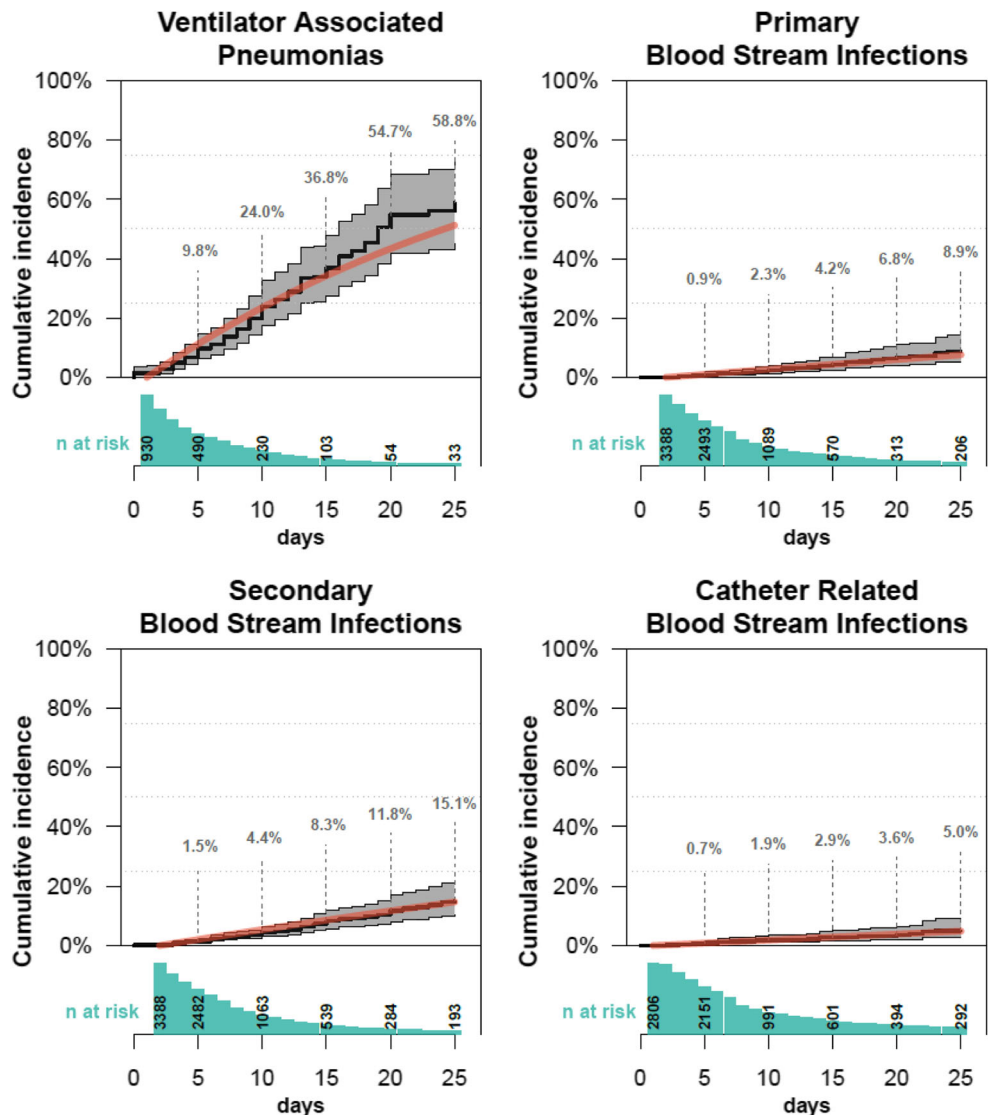 Ventilator Associated
Pneumonias
Cumulative incidence
100%
80%
60%
40%
20%
0%
9.8%
24.0%
36.8%
54.7%
58.8%
n at risk
930
490
230
103
54
33
0 5 10 15 20 25
days
Primary
Blood Stream Infections
Cumulative incidence
100%
80%
60%
40%
20%
0%
0.9%
2.3%
4.2%
6.8%
8.9%
n at risk
3388
2493
1089
570
313
206
0 5 10 15 20 25
days
Secondary
Blood Stream Infections
Cumulative incidence
100%
80%
60%
40%
20%
0%
1.5%
4.4%
8.3%
11.8%
15.1%
n at risk
3388
2482
1063
539
284
193
0 5 10 15 20 25
days
Catheter Related
Blood Stream Infections
Cumulative incidence
100%
80%
60%
40%
20%
0%
0.7%
1.9%
2.9%
3.6%
5.0%
n at risk
2806
2151
991
601
394
292
0 5 10 15 20 25
days